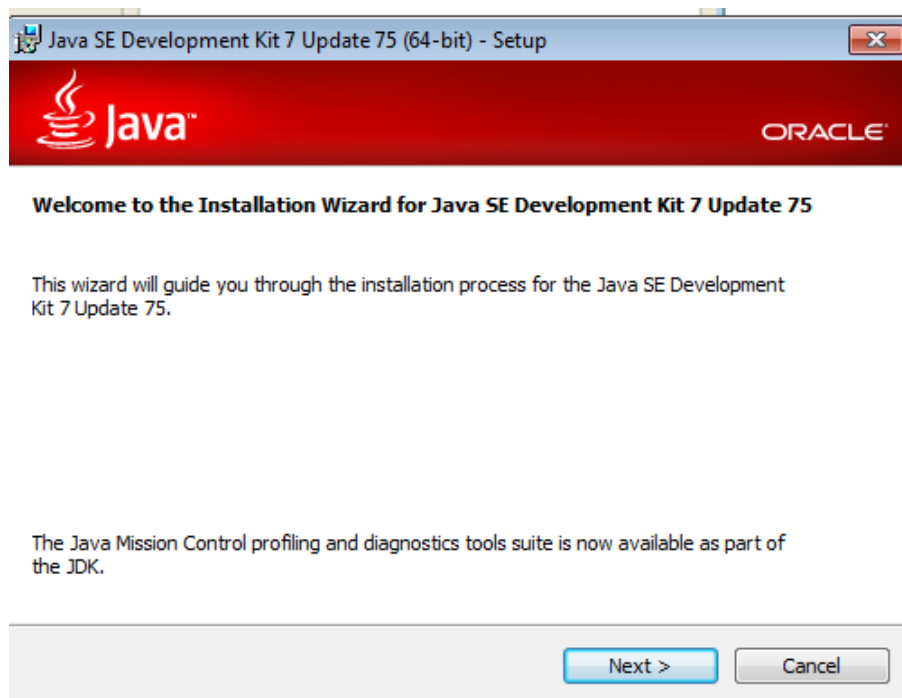 Java SE Development Kit 7 Update 75 (64-bit) - Setup
Java™
ORACLE®
Welcome to the Installation Wizard for Java SE Development Kit 7 Update 75
This wizard will guide you through the installation process for the Java SE Development
Kit 7 Update 75.
The Java Mission Control profiling and diagnostics tools suite is now available as part of
the JDK.
Next >
Cancel